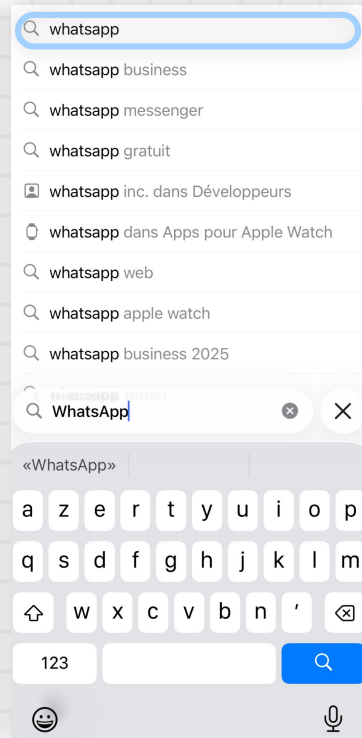 whatsapp
whatsapp business
whatsapp messenger
whatsapp gratuit
whatsapp inc. dans Développeurs
whatsapp dans Apps pour Apple Watch
whatsapp web
whatsapp apple watch
whatsapp business 2025
WhatsApp
«WhatsApp»
a z e r t y u i o p
q s d f g h j k l m
w x c v b n '
123